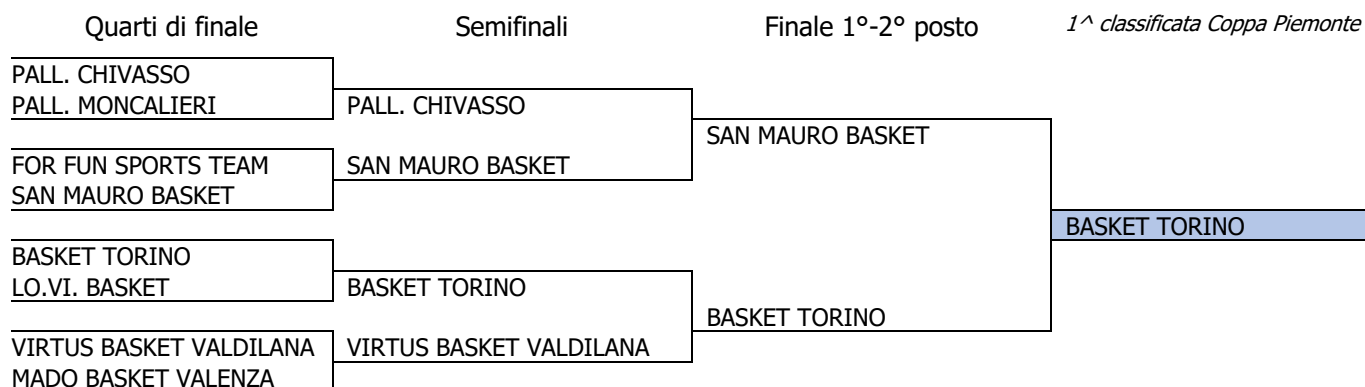 Quarti di finale
Semifinali
Finale 1°-2° posto
1^ classificata Coppa Piemonte
PALL. CHIVASSO
PALL. MONCALIERI
PALL. CHIVASSO
SAN MAURO BASKET
FOR FUN SPORTS TEAM
SAN MAURO BASKET
SAN MAURO BASKET
BASKET TORINO
BASKET TORINO
LO.VI. BASKET
BASKET TORINO
BASKET TORINO
VIRTUS BASKET VALDILANA
VIRTUS BASKET VALDILANA
MADO BASKET VALENZA